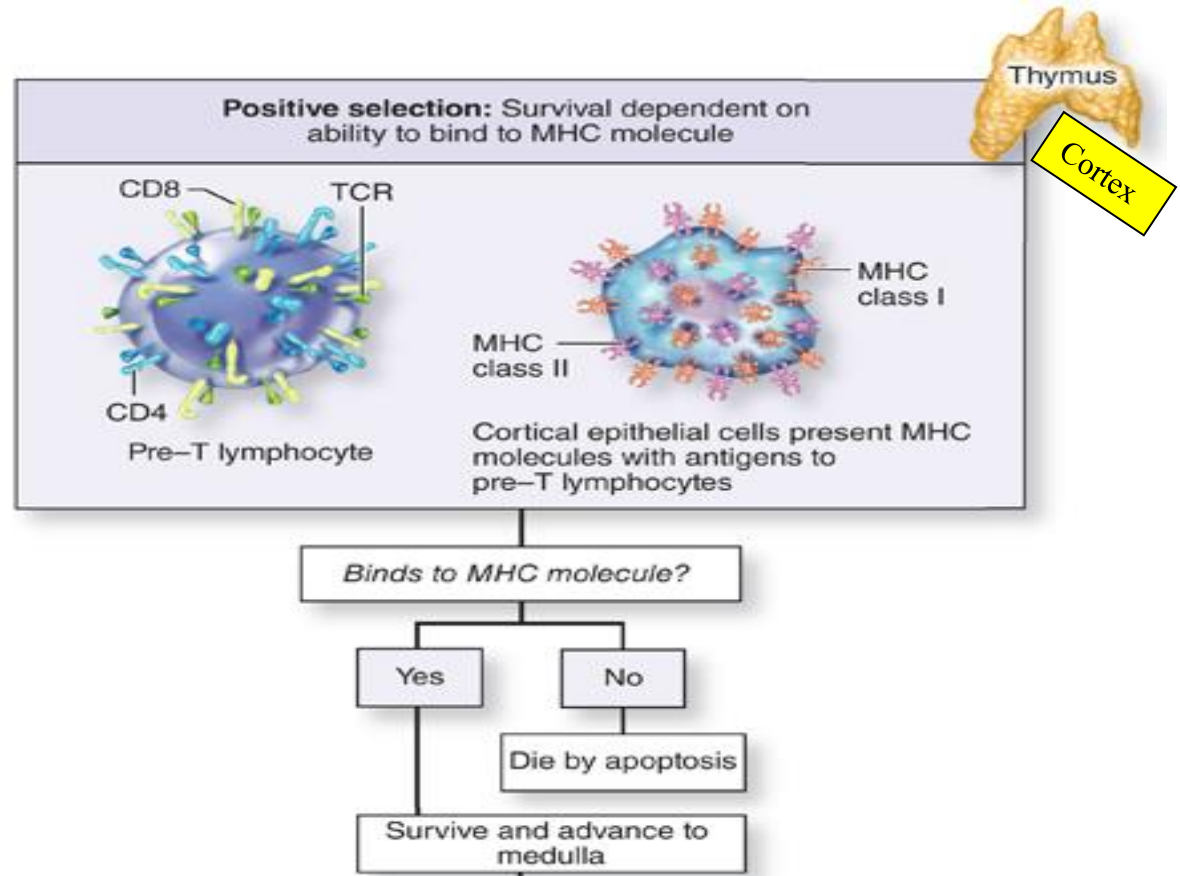 Thymus
Cortex
Positive selection: Survival dependent on
ability to bind to MHC molecule
CD8
TCR
MHC
class I
MHC
class II
CD4
Pre–T lymphocyte
Cortical epithelial cells present MHC
molecules with antigens to
pre–T lymphocytes
Binds to MHC molecule?
Yes
No
Die by apoptosis
Survive and advance to
medulla